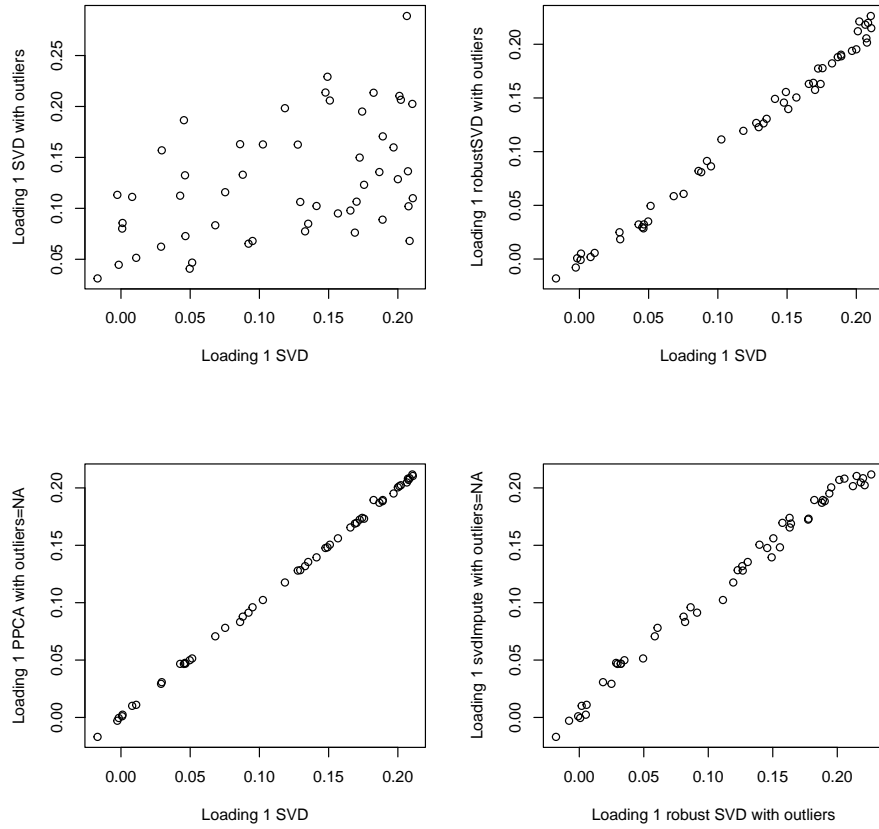 Loading 1 SVD with outliers
0.25
0.20
0.15
0.10
0.05
0.00 0.05 0.10 0.15 0.20
Loading 1 SVD
Loading 1 robustSVD with outliers
0.20
0.15
0.10
0.05
0.00
0.00 0.05 0.10 0.15 0.20
Loading 1 SVD
Loading 1 PPCA with outliers=NA
0.20
0.15
0.10
0.05
0.00
0.00 0.05 0.10 0.15 0.20
Loading 1 SVD
Loading 1 svdImpute with outliers=NA
0.20
0.15
0.10
0.05
0.00
0.00 0.05 0.10 0.15 0.20
Loading 1 robust SVD with outliers